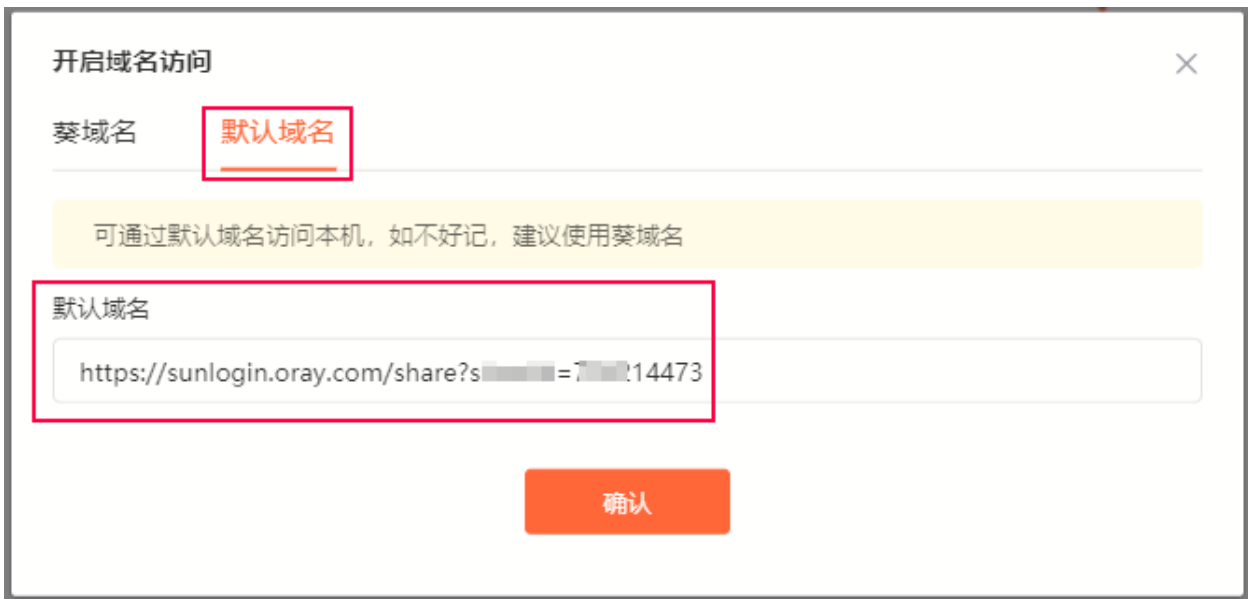 开启域名访问
葵域名
默认域名
可通过默认域名访问本机，如不好记，建议使用葵域名
默认域名
https://sunlogin.oray.com/share?s = 14473
确认